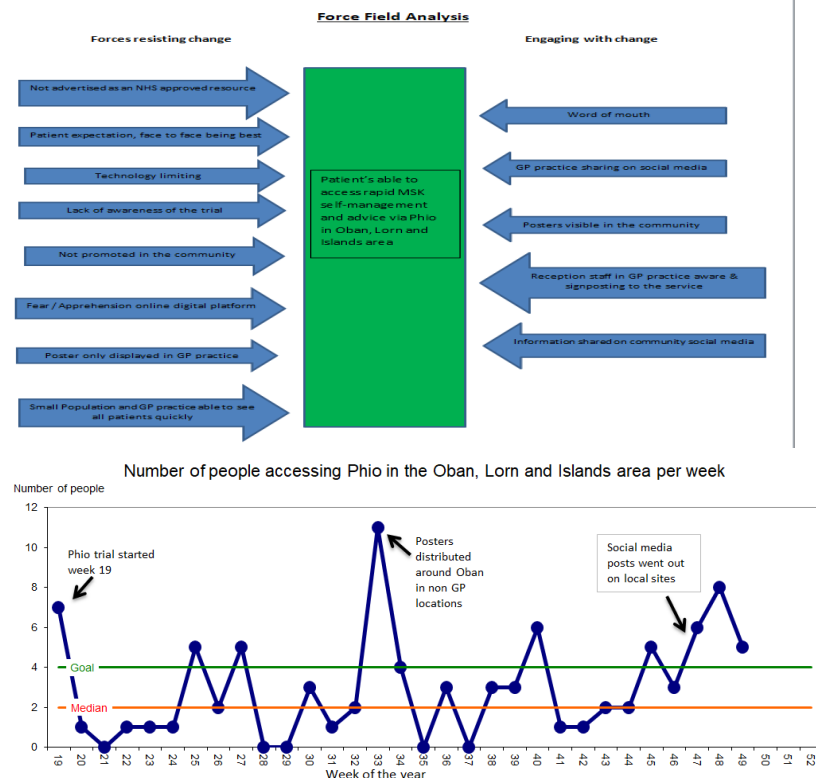 Force Field Analysis
Forces resisting change
Engaging with change
Not advertised as an NHS approved resource
Patient expectation, face to face being best
Technology limiting
Lack of awareness of the trial
Not promoted in the community
Fear / Apprehension online digital platform
Poster only displayed in GP practice
Small Population and GP practice able to see
all patients quickly
Patient's able to
access rapid MSK
self-management
and advice via Phio
in Oban, Lorn and
Islands area
Word of mouth
GP practice sharing on social media
Posters visible in the community
Reception staff in GP practice aware &
signposting to the service
Information shared on community social media
Number of people accessing Phio in the Oban, Lorn and Islands area per week
Number of people
12
10
8
6
4
2
0
Phio trial started
week 19
Posters
distributed
around Oban
in non GP
locations
Social media
posts went out
on local sites
Goal
Median
19 20 21 22 23 24 25 26 27 28 29 30 31 32 33 34 35 36 37 38 39 40 41 42 43 44 45 46 47 48 49 50 51 52
Week of the year